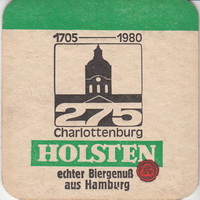 1705 — 1980
275
Charlottenburg
HOLSTEN
echter Biergenuß
aus Hamburg